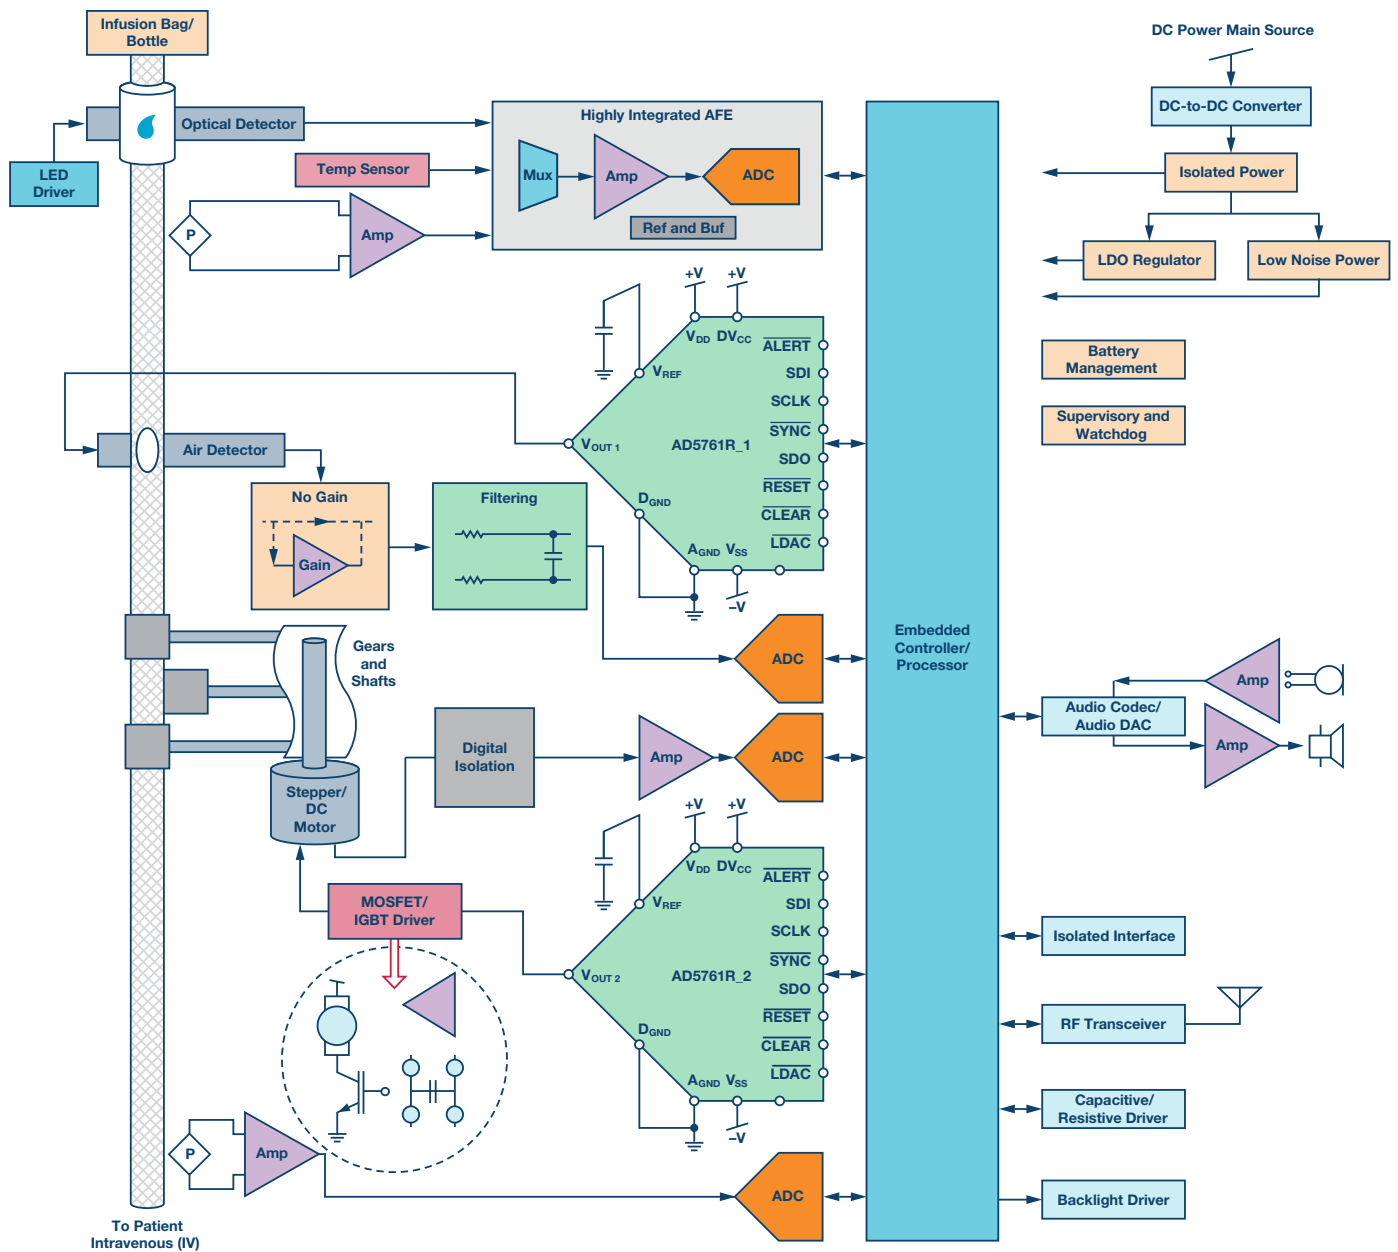 Infusion Bag/
Bottle
DC Power Main Source
DC-to-DC Converter
Optical Detector
Highly Integrated AFE
LED
Driver
Temp Sensor
Mux
Amp
ADC
Isolated Power
Ref and Buf
P
Amp
LDO Regulator
Low Noise Power
+V
+V
VDD
DVCC
ALERT
VREF
SDI
SCLK
SYNC
VOUT 1
AD5761R_1
SDO
RESET
DGND
CLEAR
LDAC
AGND
VSS
–V
Battery
Management
Supervisory and
Watchdog
Air Detector
No Gain
Gain
Filtering
ADC
Embedded
Controller/
Processor
Gears
and
Shafts
Amp
Audio Codec/
Audio DAC
Amp
Digital
Isolation
Amp
ADC
Stepper/
DC
Motor
+V
+V
VDD
DVCC
ALERT
VREF
SDI
SCLK
SYNC
VOUT 2
AD5761R_2
SDO
RESET
DGND
CLEAR
LDAC
AGND
VSS
–V
MOSFET/
IGBT Driver
Isolated Interface
RF Transceiver
Capacitive/
Resistive Driver
P
Amp
ADC
Backlight Driver
To Patient
Intravenous (IV)